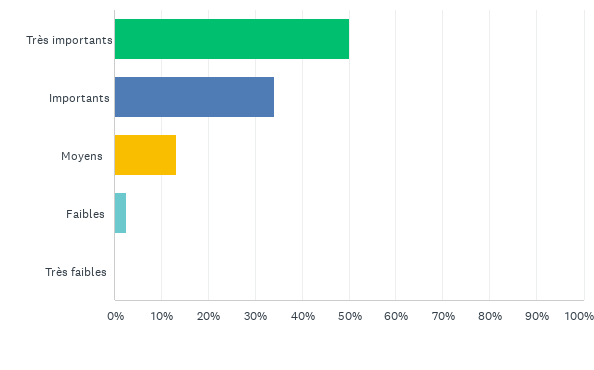 Très importants
Importants
Moyens
Faibles
Très faibles
0% 10% 20% 30% 40% 50% 60% 70% 80% 90% 100%